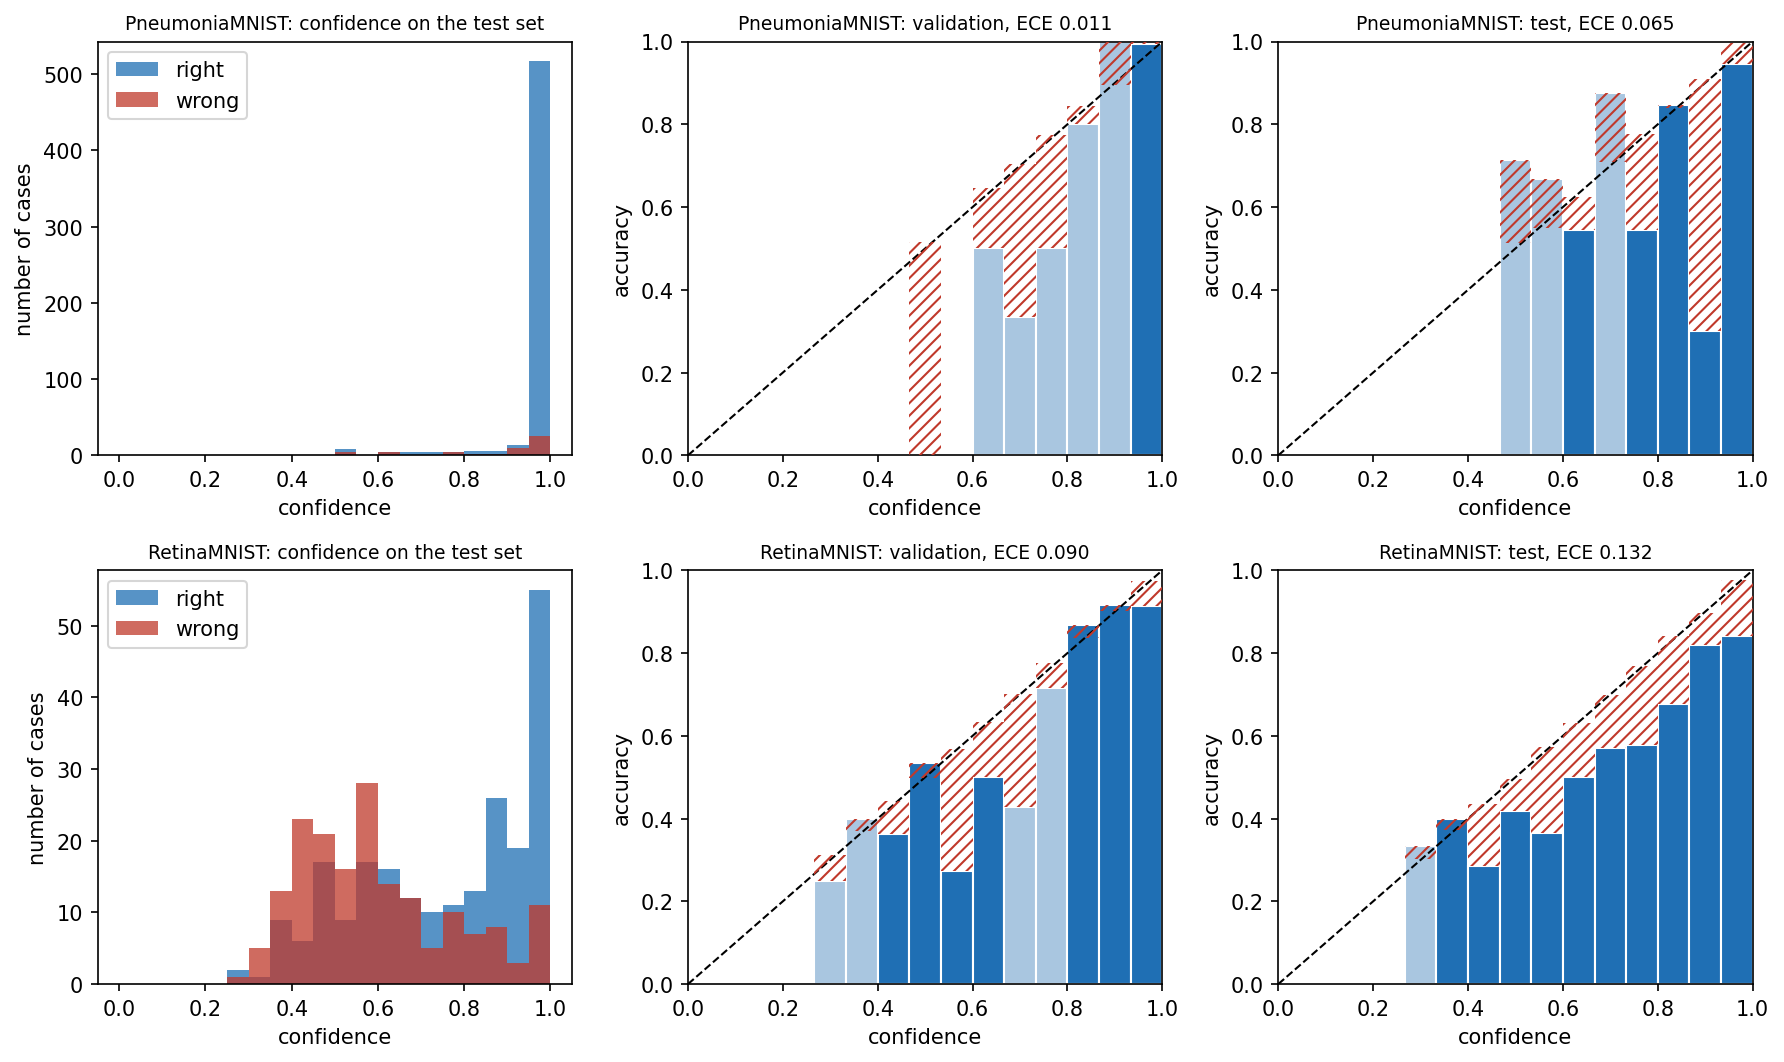 PneumoniaMNIST: confidence on the test set
right
wrong
number of cases
500
400
300
200
100
0
0.0 0.2 0.4 0.6 0.8 1.0
confidence
PneumoniaMNIST: validation, ECE 0.011
accuracy
1.0
0.8
0.6
0.4
0.2
0.0
0.0 0.2 0.4 0.6 0.8 1.0
confidence
PneumoniaMNIST: test, ECE 0.065
accuracy
1.0
0.8
0.6
0.4
0.2
0.0
0.0 0.2 0.4 0.6 0.8 1.0
confidence
RetinaMNIST: confidence on the test set
right
wrong
number of cases
50
40
30
20
10
0
0.0 0.2 0.4 0.6 0.8 1.0
confidence
RetinaMNIST: validation, ECE 0.090
accuracy
1.0
0.8
0.6
0.4
0.2
0.0
0.0 0.2 0.4 0.6 0.8 1.0
confidence
RetinaMNIST: test, ECE 0.132
accuracy
1.0
0.8
0.6
0.4
0.2
0.0
0.0 0.2 0.4 0.6 0.8 1.0
confidence